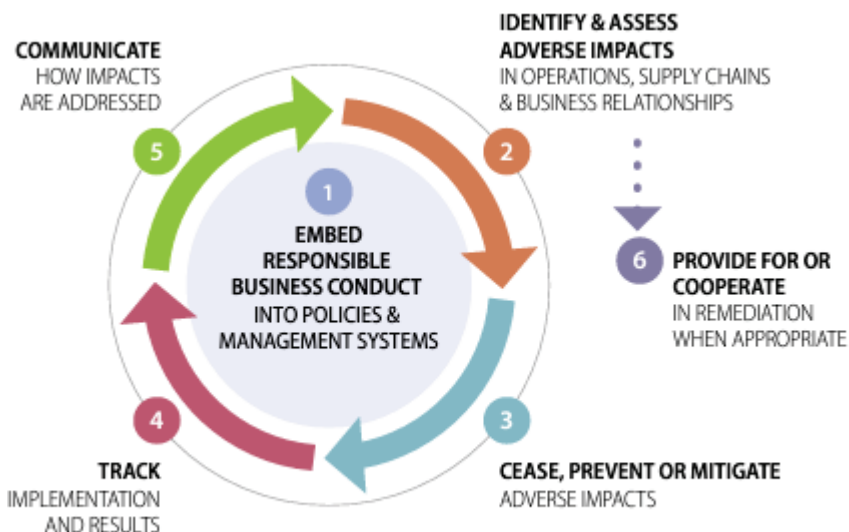 1
EMBED
RESPONSIBLE
BUSINESS CONDUCT
INTO POLICIES &
MANAGEMENT SYSTEMS
2
IDENTIFY & ASSESS
ADVERSE IMPACTS
IN OPERATIONS, SUPPLY CHAINS
& BUSINESS RELATIONSHIPS
3
CEASE, PREVENT OR MITIGATE
ADVERSE IMPACTS
4
TRACK
IMPLEMENTATION
AND RESULTS
5
COMMUNICATE
HOW IMPACTS
ARE ADDRESSED
6
PROVIDE FOR OR
COOPERATE
IN REMEDIATION
WHEN APPROPRIATE